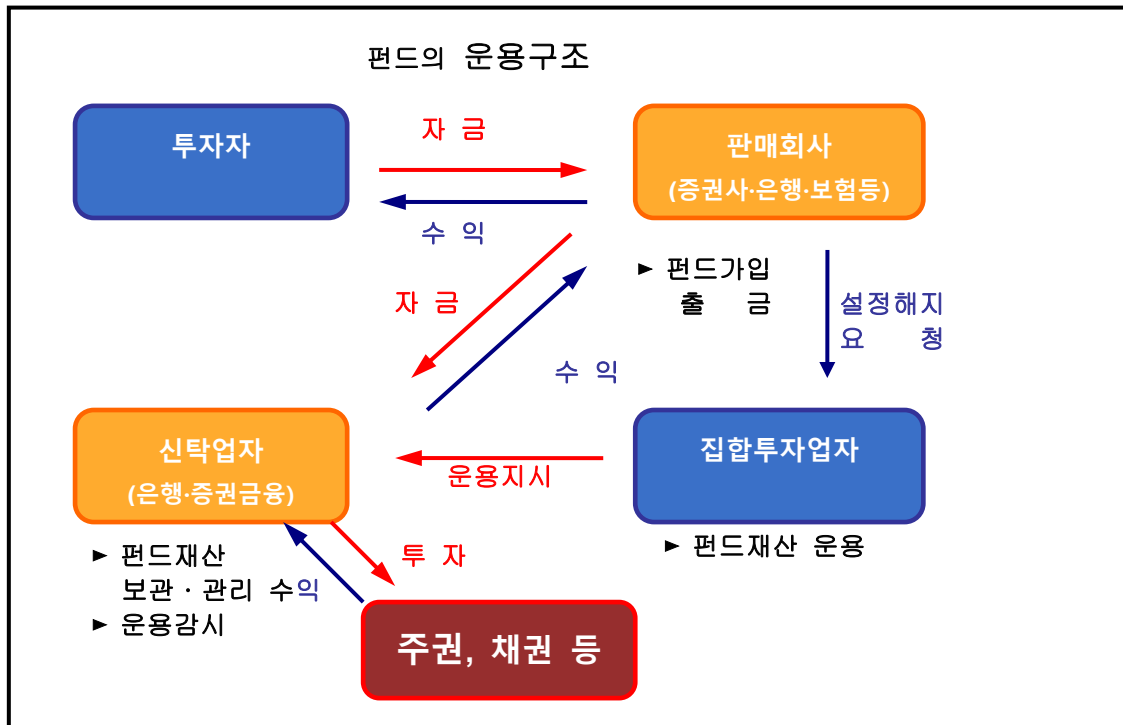 펀드의 운용구조
투자자
자 금
판매회사
(증권사·은행·보험등)
수 익
자 금
► 펀드가입
출 금
설정해지
요 청
수 익
신탁업자
(은행·증권금융)
운용지시
집합투자업자
► 펀드재산 운용
► 펀드재산
보관 · 관리 수익
► 운용감시
투 자
주권, 채권 등